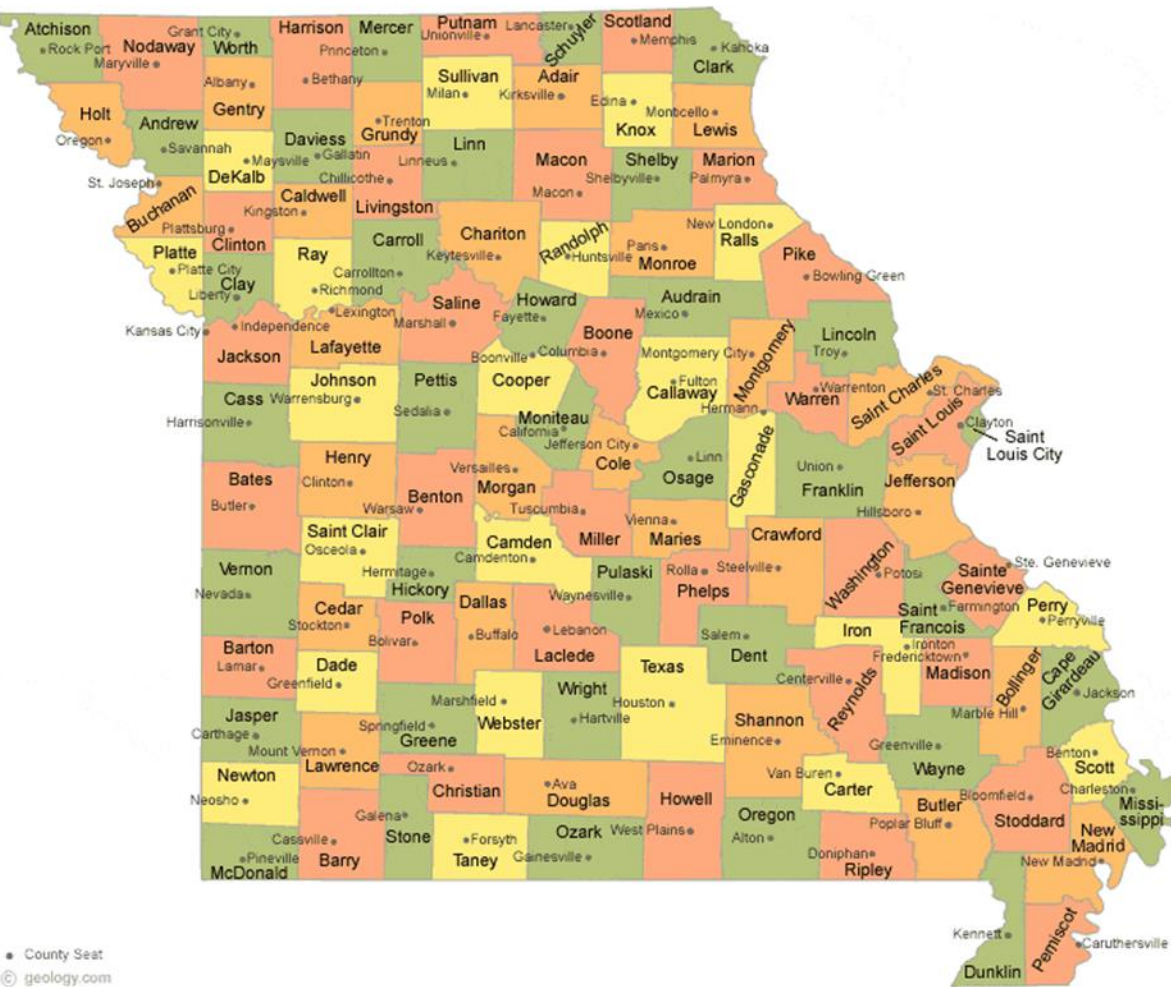 Atchison
Rock Port
Nodaway
Maryville
Grant City
Worth
Harrison
Bethany
Mercer
Princeton
Putnam
Unionville
Lancaster
Schuyler
Scotland
Memphis
Kahoka
Clark
Holt
Oregon
Andrew
Savannah
Albany
Gentry
DeKalb
Maysville
Daviess
Gallatin
Trenton
Grundy
Sullivan
Milan
Adair
Kirksville
Edina
Knox
Monticello
Lewis
Linn
Linneus
Chillicothe
Livingston
Macon
Macon
Shelby
Shelbyville
Marion
Palmyra
St. Joseph
Buchanan
Plattsburg
Clinton
Caldwell
Kingston
Platte
Platte City
Clay
Liberty
Ray
Richmond
Carroll
Carrollton
Chariton
Keytesville
Randolph
Huntsville
Paris
Monroe
New London
Ralls
Pike
Bowling Green
Kansas City
Independence
Jackson
Lexington
Lafayette
Saline
Marshall
Howard
Fayette
Boone
Columbia
Boonville
Audrain
Mexico
Lincoln
Troy
Montgomery City
Montgomery
Cass
Harrisonville
Johnson
Warrensburg
Pettis
Sedalia
Cooper
Moniteau
California
Callaway
Fulton
Hermann
Warrenton
Warren
Saint Charles
St. Charles
Saint Louis
Clayton
Saint
Louis City
Jefferson City
Cole
Osage
Linn
Gasconade
Union
Franklin
Jefferson
Hillsboro
Bates
Butler
Henry
Clinton
Benton
Warsaw
Versailles
Morgan
Tuscumbia
Miller
Vienna
Maries
Crawford
Steelville
Washington
Potosi
Vernon
Nevada
Saint Clair
Osceola
Hermitage
Hickory
Camden
Camdenton
Pulaski
Waynesville
Rolla
Phelps
Ste. Genevieve
Sainte
Genevieve
Saint
Francois
Farmington
Perry
Perryville
Cedar
Stockton
Polk
Bolivar
Dallas
Buffalo
Lebanon
Laclede
Salem
Dent
Iron
Ironton
Fredericktown
Madison
Bollinger
Marble Hill
Cape
Girardeau
Jackson
Barton
Lamar
Dade
Greenfield
Texas
Houston
Centerville
Reynolds
Jasper
Carthage
Mount Vernon
Lawrence
Springfield
Greene
Marshfield
Webster
Wright
Hartville
Shannon
Eminence
Greenville
Wayne
Benton
Scott
Charleston
Missi-
ssippi
Newton
Neosho
Ozark
Christian
Ava
Douglas
Howell
West Plains
Van Buren
Carter
Butler
Poplar Bluff
Bloomfield
Stoddard
New
Madrid
New Madrid
McDonald
Pineville
Cassville
Barry
Galena
Stone
Forsyth
Taney
Ozark
Gainesville
Oregon
Alton
Doniphan
Ripley
Kennett
Dunklin
Pemiscot
Caruthersville
County Seat
© geology.com